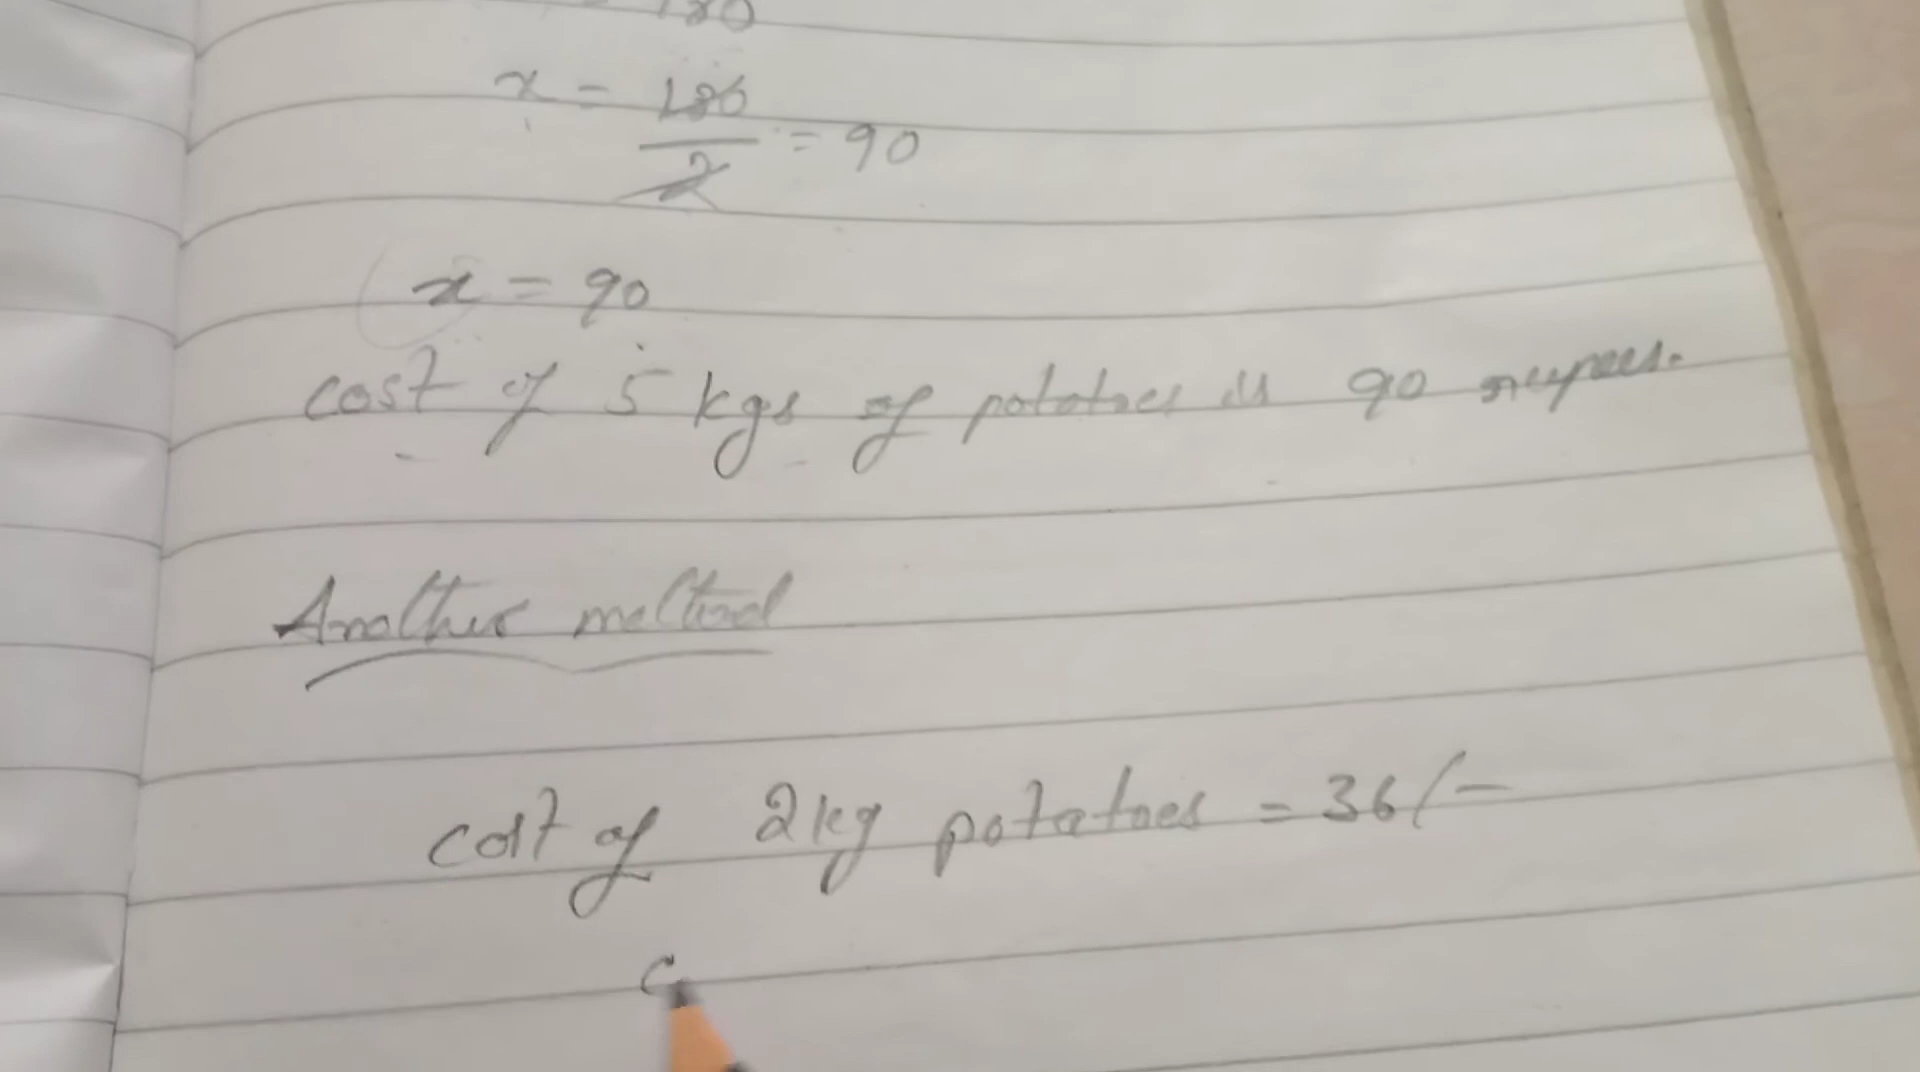 180
x = 180
2 = 90
x = 90
cost of 5 kgs of potatoes is 90 rupees.
Another method
cost of 2kg potatoes = 36/-
c